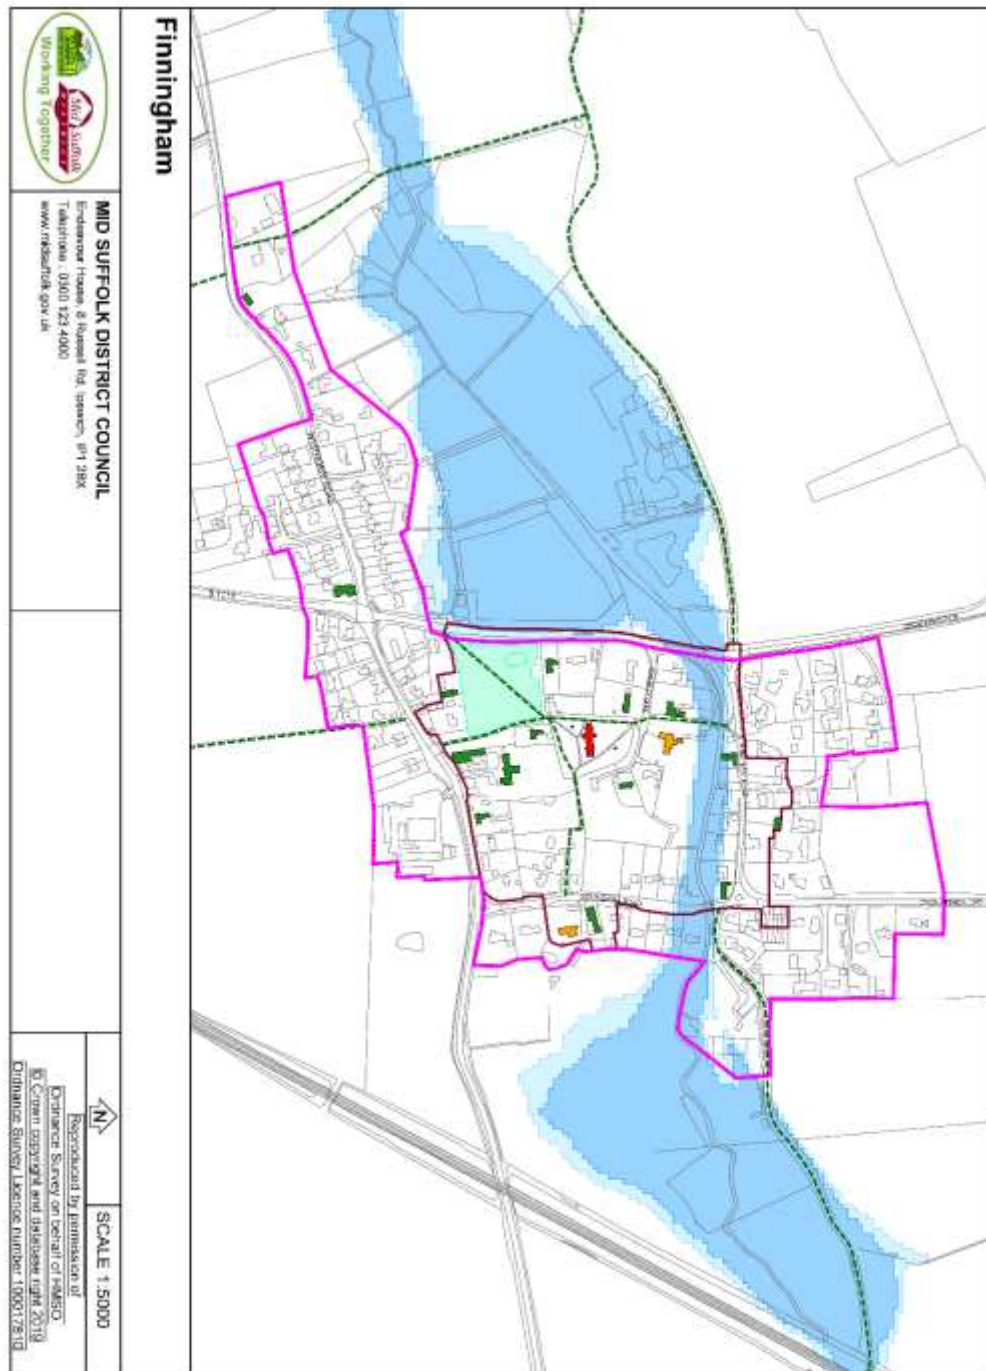 Finningham
Mid Suffolk
Working Together
MID SUFFOLK DISTRICT COUNCIL
Endeavour House, 8 Russell Rd, Ipswich, IP1 2BX
Telephone : 0300 123 4000
www.midsuffolk.gov.uk
N
SCALE 1:5000
Reproduced by permission of
Ordnance Survey on behalf of HMSO.
© Crown copyright and database right 2019
Ordnance Survey Licence number 100017810